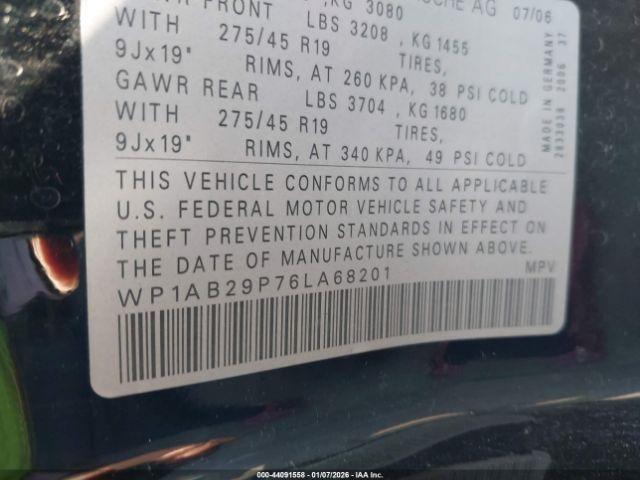 KG 3080 AG 07/06
FRONT LBS 3208 , KG 1455
WITH 275/45 R19 TIRES,
9Jx19" RIMS, AT 260 KPA, 38 PSI COLD
GAWR REAR LBS 3704 , KG 1680
WITH 275/45 R19 TIRES,
9Jx19" RIMS, AT 340 KPA, 49 PSI COLD
THIS VEHICLE CONFORMS TO ALL APPLICABLE
U.S. FEDERAL MOTOR VEHICLE SAFETY AND
THEFT PREVENTION STANDARDS IN EFFECT ON
THE DATE OF MANUFACTURE SHOWN ABOVE.
WP1AB29P76LA68201 MPV
MADE IN GERMANY
2833036 2006 37
000-44091558 - 01/07/2026 - IAA Inc.